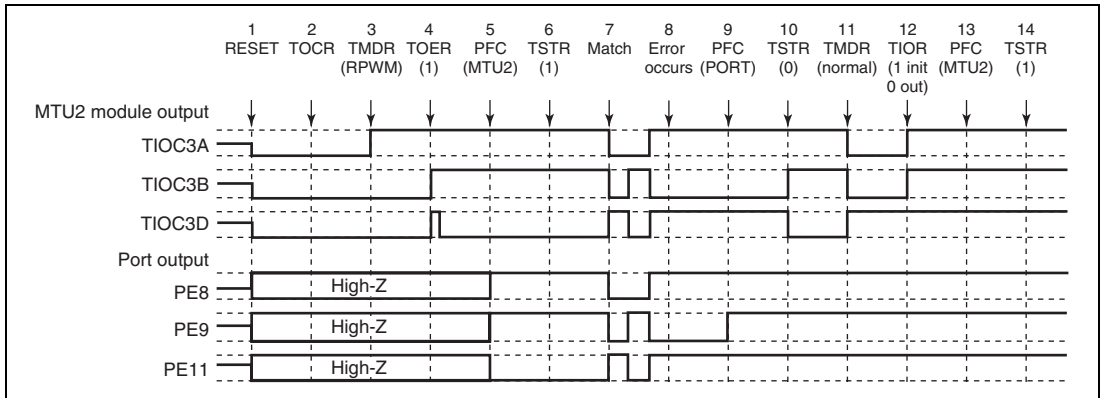 1 2 3 4 5 6 7 8 9 10 11 12 13 14
RESET TOCR TMDR TOER PFC TSTR Match Error PFC TSTR TMDR TIOR PFC TSTR
(RPWM) (1) (MTU2) (1) occurs (PORT) (0) (normal) (1 init (MTU2) (1)
0 out)
MTU2 module output
TIOC3A
TIOC3B
TIOC3D
Port output
PE8 High-Z
PE9 High-Z
PE11 High-Z